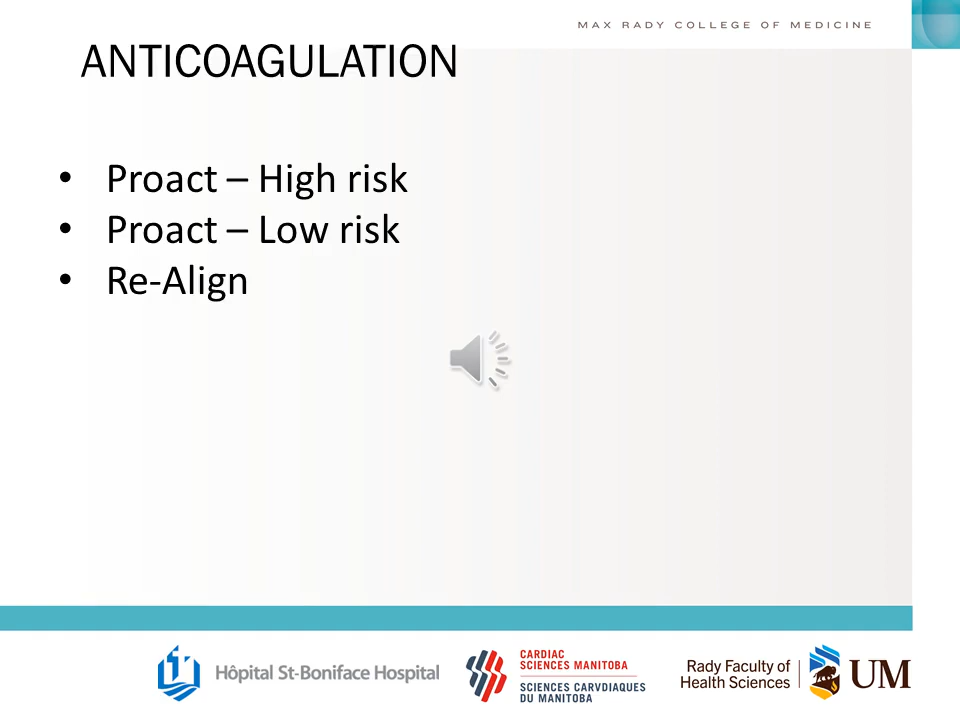 MAX RADY COLLEGE OF MEDICINE
ANTICOAGULATION
• Proact – High risk
• Proact – Low risk
• Re-Align
Hôpital St-Boniface Hospital
CARDIAC
SCIENCES MANITOBA
SCIENCES CARVDIAQUES
DU MANITOBA
Rady Faculty of
Health Sciences
UM